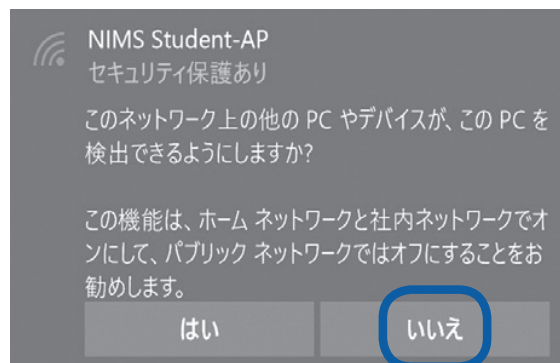 NIMS Student-AP
セキュリティ保護あり
このネットワーク上の他の PC やデバイスが、この PC を
検出できるようにしますか?
この機能は、ホーム ネットワークと社内ネットワークでオ
ンにして、パブリック ネットワークではオフにすることをお
勧めします。
はい いいえ